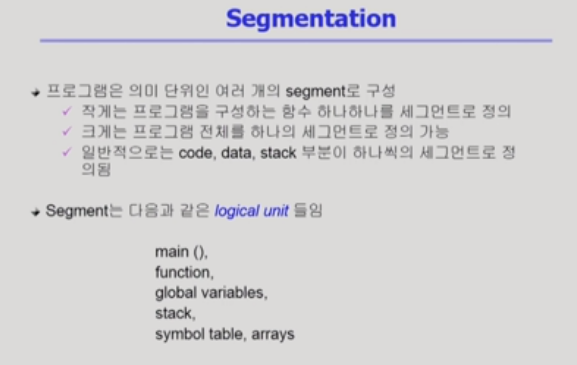 Segmentation
프로그램은 의미 단위인 여러 개의 segment로 구성
작게는 프로그램을 구성하는 함수 하나하나를 세그먼트로 정의
크게는 프로그램 전체를 하나의 세그먼트로 정의 가능
일반적으로는 code, data, stack 부분이 하나씩의 세그먼트로 정
의됨
Segment는 다음과 같은 logical unit 들임
main (),
function,
global variables,
stack,
symbol table, arrays